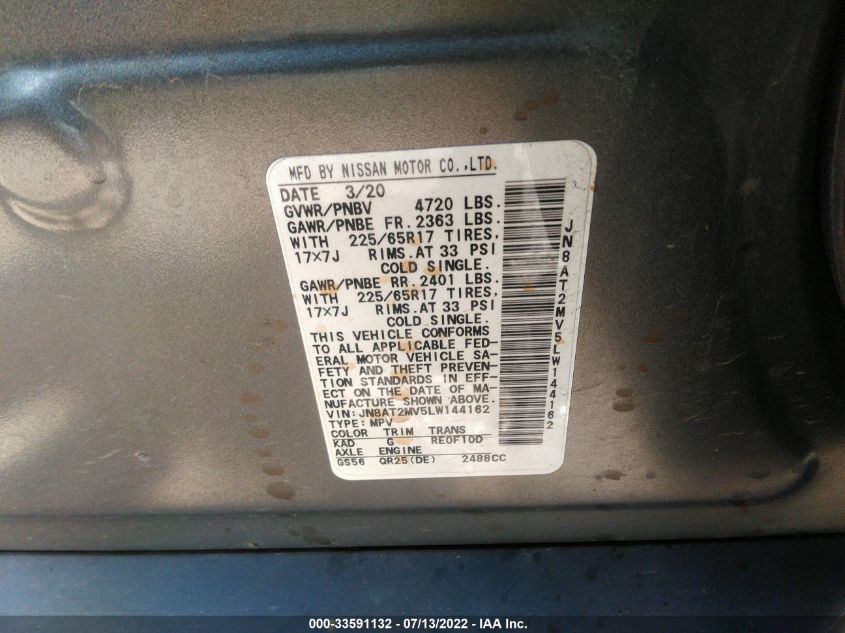 MFD BY NISSAN MOTOR CO.,LTD.
DATE 3/20
GVWR/PNBV 4720 LBS.
GAWR/PNBE FR. 2363 LBS.
WITH 225/65R17 TIRES,
17×7J RIMS.AT 33 PSI
COLD SINGLE.
GAWR/PNBE RR. 2401 LBS.
WITH 225/65R17 TIRES,
17×7J RIMS.AT 33 PSI
COLD SINGLE.
THIS VEHICLE CONFORMS
TO ALL APPLICABLE FED-
ERAL MOTOR VEHICLE SA-
FETY AND THEFT PREVEN-
TION STANDARDS IN EFF-
ECT ON THE DATE OF MA-
NUFACTURE SHOWN ABOVE.
VIN: JN8AT2MV5LW144162
TYPE: MPV
COLOR TRIM TRANS
KAD G RE0F10D
AXLE ENGINE
GS56 QR25(DE) 2488CC
JN8AT2MV5LW144162
000-33591132 - 07/13/2022 - IAA, Inc.